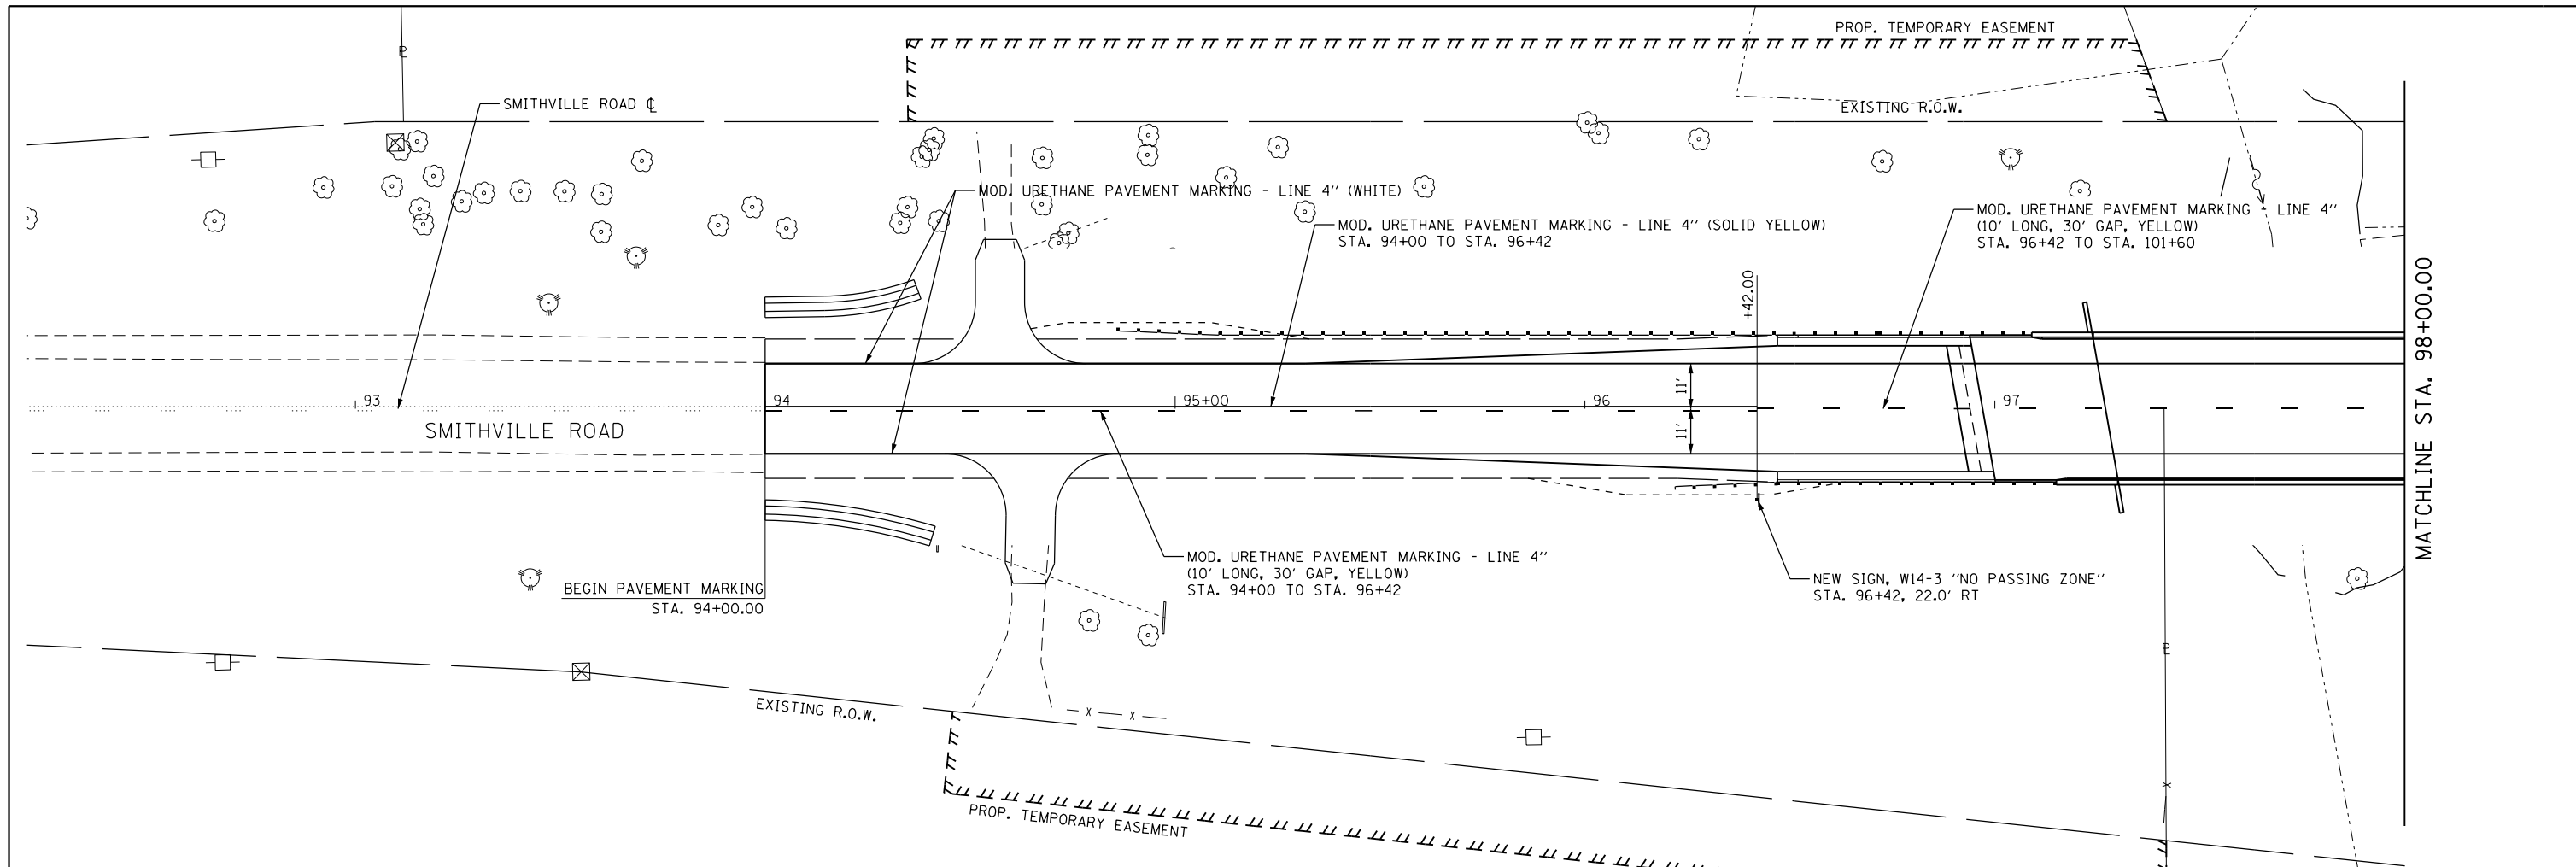 PROP. TEMPORARY EASEMENT
℄
SMITHVILLE ROAD ℄
EXISTING R.O.W.
MOD. URETHANE PAVEMENT MARKING - LINE 4" (WHITE)
MOD. URETHANE PAVEMENT MARKING - LINE 4" (SOLID YELLOW)
STA. 94+00 TO STA. 96+42
MOD. URETHANE PAVEMENT MARKING - LINE 4"
(10' LONG, 30' GAP, YELLOW)
STA. 96+42 TO STA. 101+60
+42.00
MATCHLINE STA. 98+00.00
93
94
95+00
96
97
11'
11'
SMITHVILLE ROAD
MOD. URETHANE PAVEMENT MARKING - LINE 4"
(10' LONG, 30' GAP, YELLOW)
STA. 94+00 TO STA. 96+42
NEW SIGN, W14-3 "NO PASSING ZONE"
STA. 96+42, 22.0' RT
BEGIN PAVEMENT MARKING
STA. 94+00.00
EXISTING R.O.W.
PROP. TEMPORARY EASEMENT